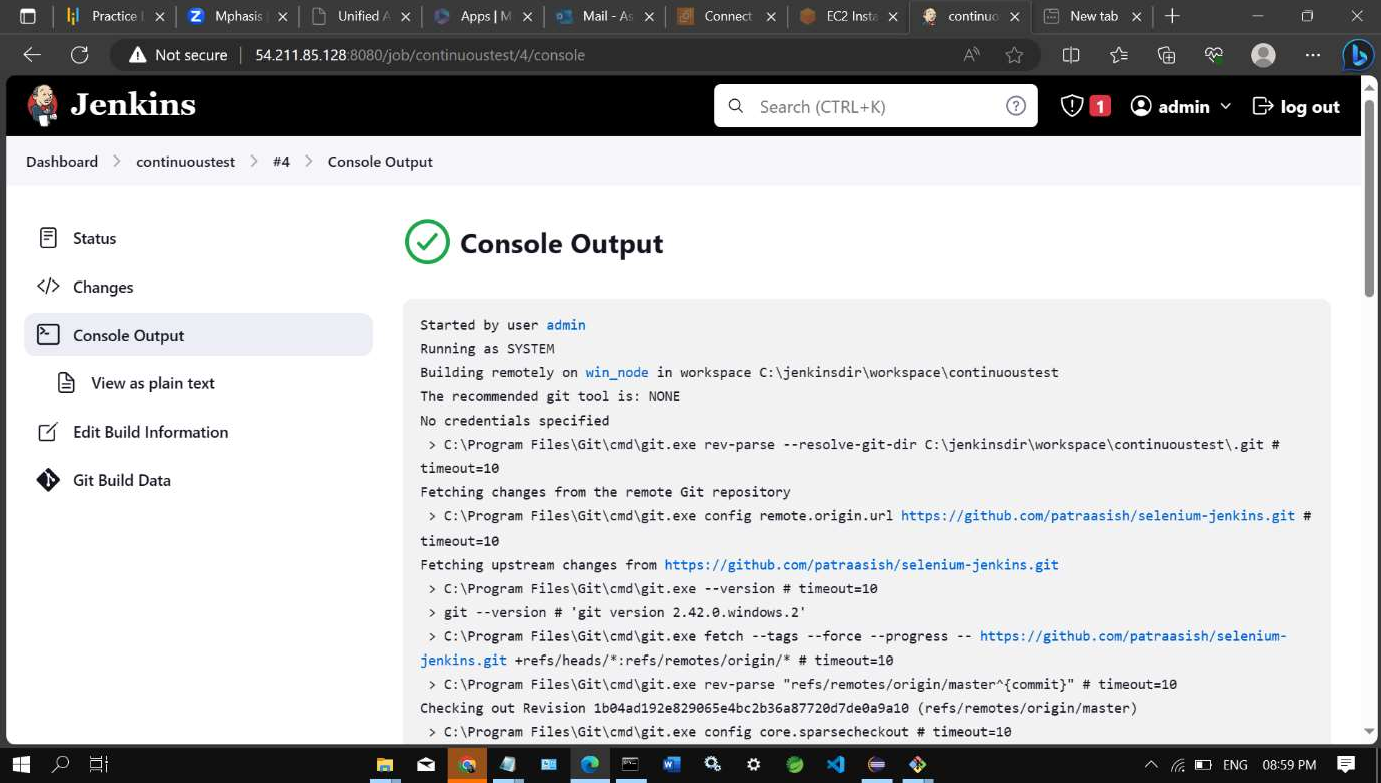 Practice
Mphasis
Unified A
Apps | M
Mail - As
Connect
EC2 Insta
continuo
New tab
Not secure
54.211.85.128:8080/job/continuoustest/4/console
Jenkins
Search (CTRL+K)
1
admin
log out
Dashboard
continuoustest
#4
Console Output
Status
Changes
Console Output
View as plain text
Edit Build Information
Git Build Data
Console Output
Started by user admin
Running as SYSTEM
Building remotely on win_node in workspace C:\jenkinsdir\workspace\continuoustest
The recommended git tool is: NONE
No credentials specified
> C:\Program Files\Git\cmd\git.exe rev-parse --resolve-git-dir C:\jenkinsdir\workspace\continuoustest\.git #
timeout=10
Fetching changes from the remote Git repository
> C:\Program Files\Git\cmd\git.exe config remote.origin.url https://github.com/patraasish/selenium-jenkins.git #
timeout=10
Fetching upstream changes from https://github.com/patraasish/selenium-jenkins.git
> C:\Program Files\Git\cmd\git.exe --version # timeout=10
> git --version # 'git version 2.42.0.windows.2'
> C:\Program Files\Git\cmd\git.exe fetch --tags --force --progress -- https://github.com/patraasish/selenium-
jenkins.git +refs/heads/*:refs/remotes/origin/* # timeout=10
> C:\Program Files\Git\cmd\git.exe rev-parse "refs/remotes/origin/master^{commit}" # timeout=10
Checking out Revision 1b04ad192e829065e4bc2b36a87720d7de0a9a10 (refs/remotes/origin/master)
> C:\Program Files\Git\cmd\git.exe config core.sparsecheckout # timeout=10
ENG
08:59 PM